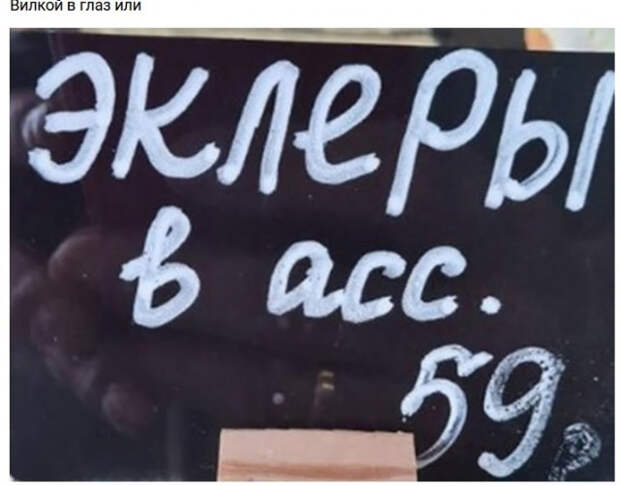 Вилкой в глаз или
эклеры
в асс.
59